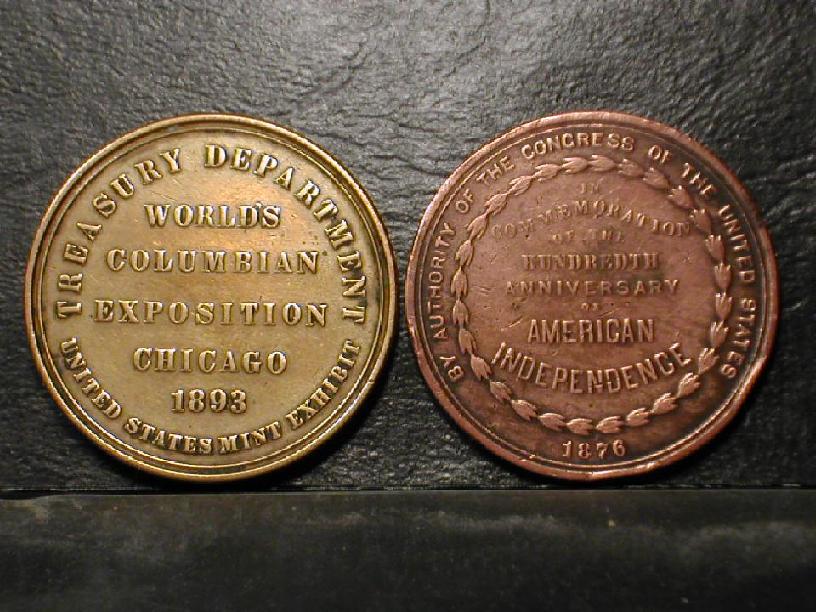 TREASURY DEPARTMENT
WORLD'S
COLUMBIAN
EXPOSITION
CHICAGO
1893
UNITED STATES MINT EXHIBIT
BY AUTHORITY OF THE CONGRESS OF THE UNITED STATES
IN
COMMEMORATION
OF THE
HUNDREDTH
ANNIVERSARY
OF
AMERICAN
INDEPENDENCE
1876